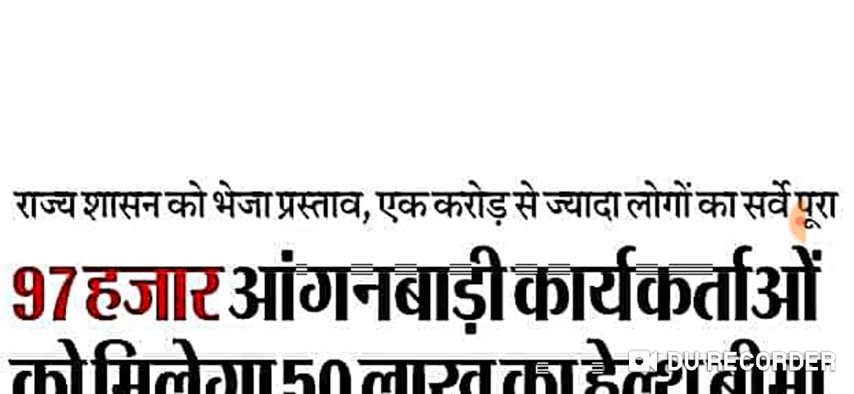 राज्य शासन को भेजा प्रस्ताव, एक करोड़ से ज्यादा लोगों का सर्वे पूरा
97 हजार आंगनबाड़ी कार्यकर्ताओं
को मिलेगा 50 लाख का हेल्थ बीमा
DU RECORDER